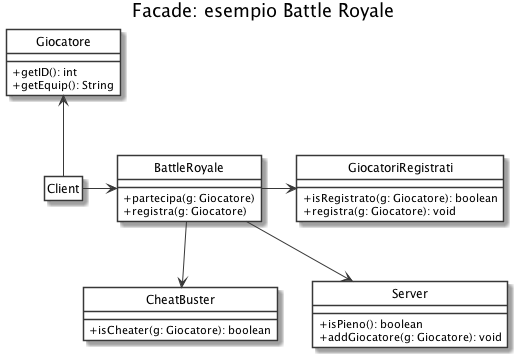 Facade: esempio Battle Royale
Giocatore
+getID(): int
+getEquip(): String
Client
BattleRoyale
+partecipa(g: Giocatore)
+registra(g: Giocatore)
GiocatoriRegistrati
+isRegistrato(g: Giocatore): boolean
+registra(g: Giocatore): void
CheatBuster
+isCheater(g: Giocatore): boolean
Server
+isPieno(): boolean
+addGiocatore(g: Giocatore): void